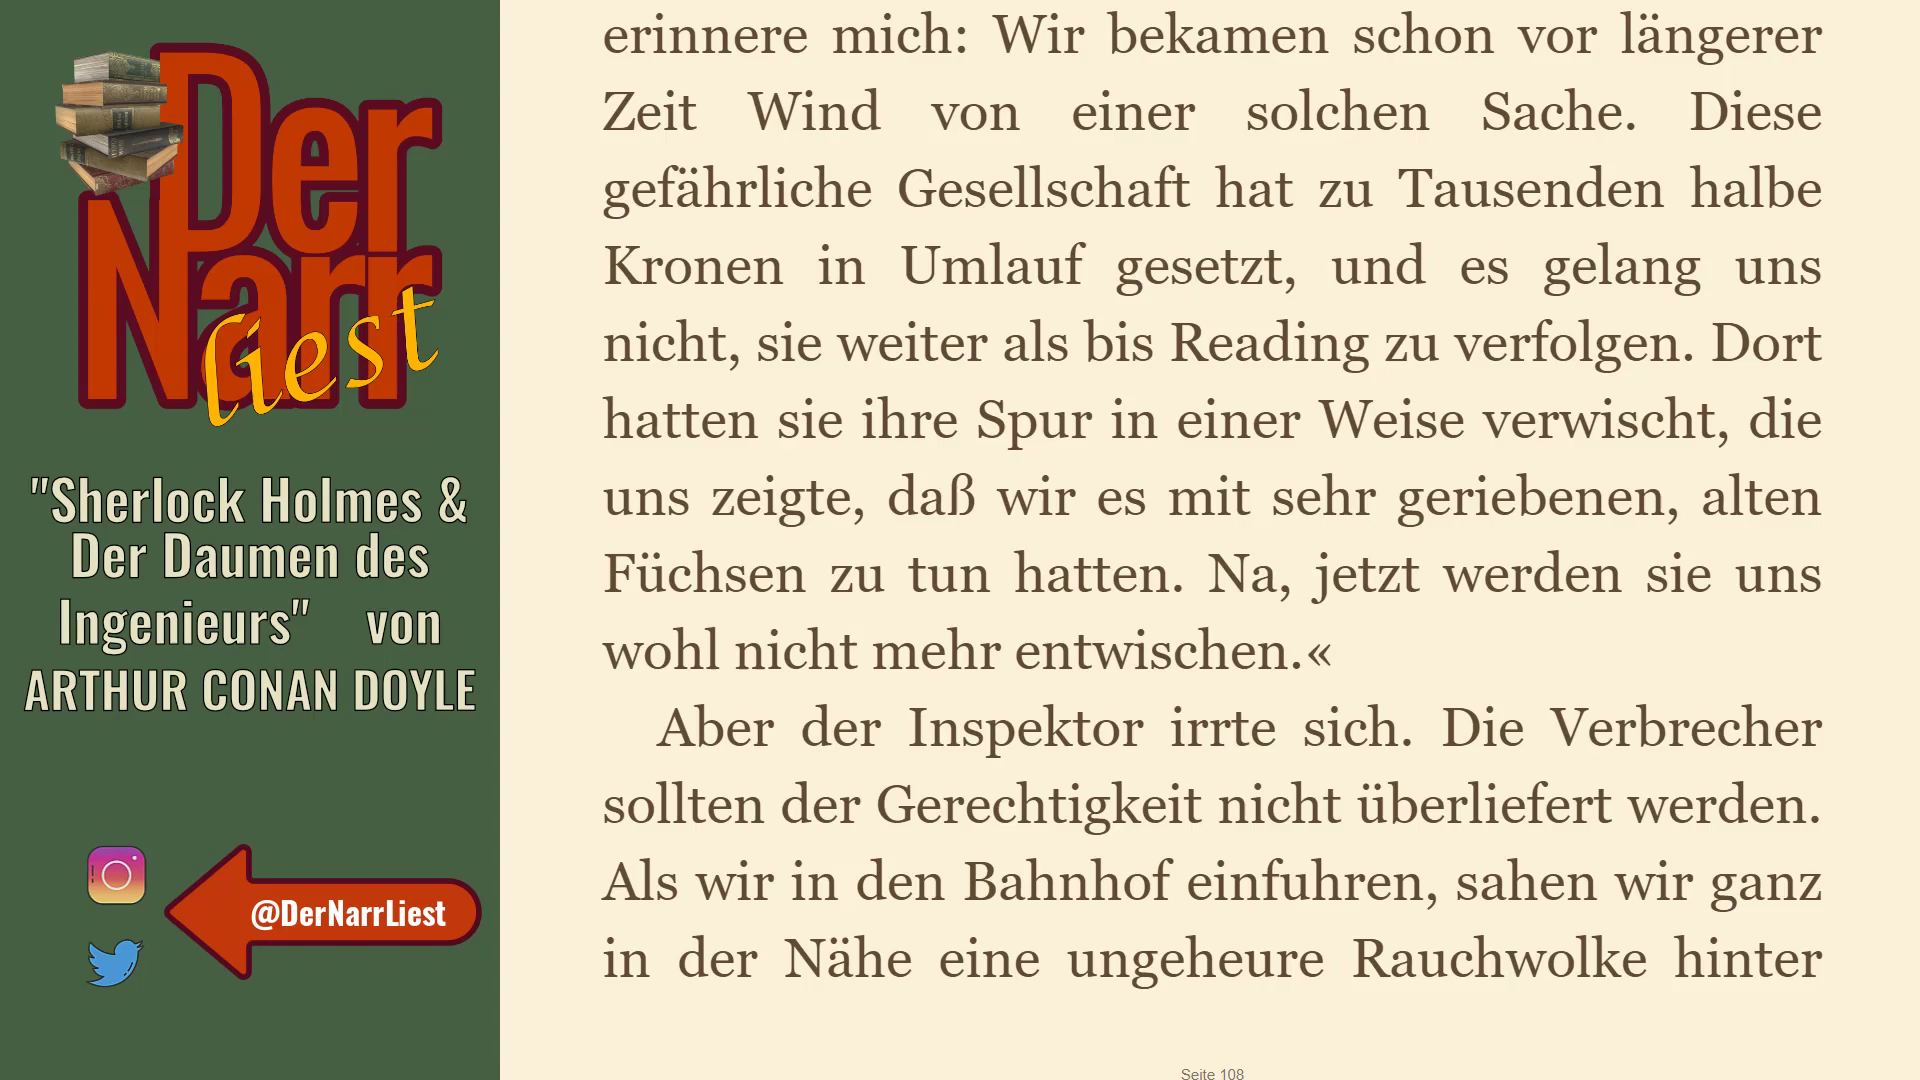 Der
Narr
liest
"Sherlock Holmes &
Der Daumen des
Ingenieurs" von
ARTHUR CONAN DOYLE
@DerNarrLiest
erinnere mich: Wir bekamen schon vor längerer
Zeit Wind von einer solchen Sache. Diese
gefährliche Gesellschaft hat zu Tausenden halbe
Kronen in Umlauf gesetzt, und es gelang uns
nicht, sie weiter als bis Reading zu verfolgen. Dort
hatten sie ihre Spur in einer Weise verwischt, die
uns zeigte, daß wir es mit sehr geriebenen, alten
Füchsen zu tun hatten. Na, jetzt werden sie uns
wohl nicht mehr entwischen.«
Aber der Inspektor irrte sich. Die Verbrecher
sollten der Gerechtigkeit nicht überliefert werden.
Als wir in den Bahnhof einfuhren, sahen wir ganz
in der Nähe eine ungeheure Rauchwolke hinter
Seite 108